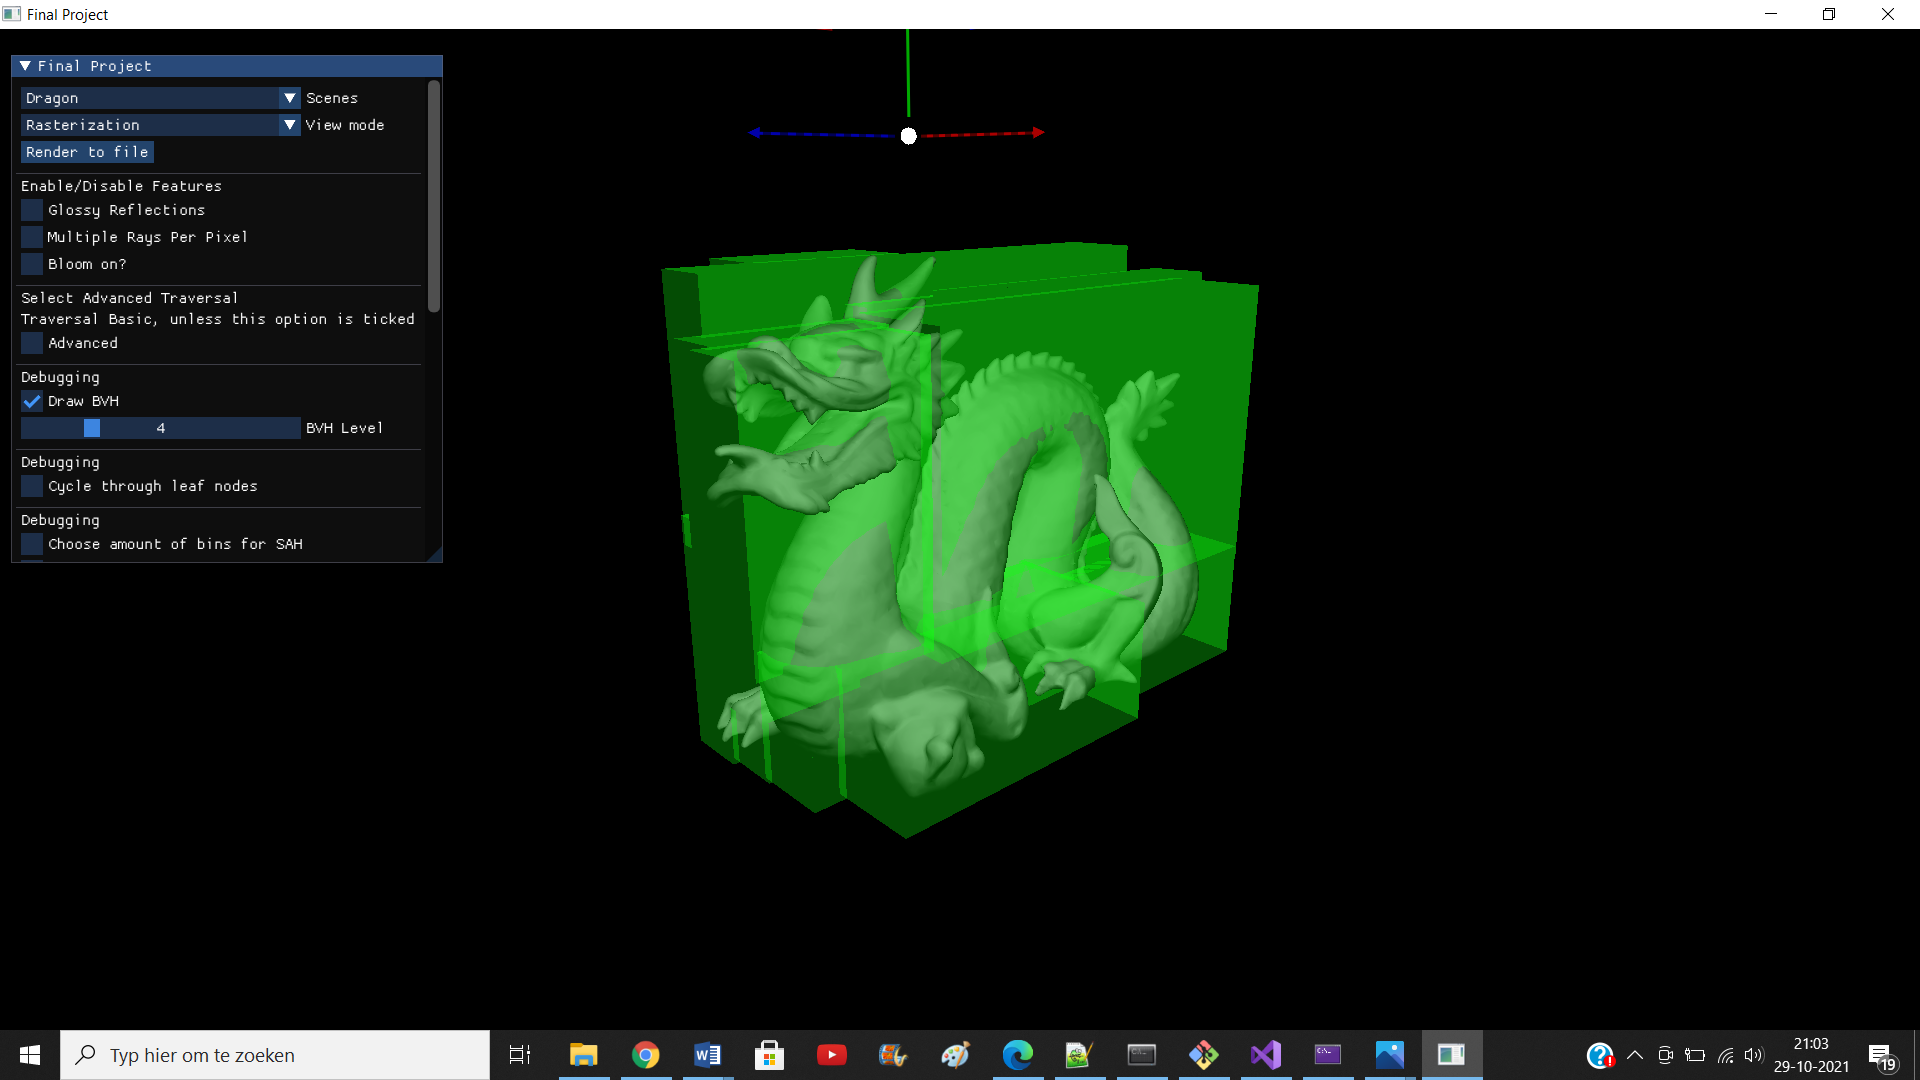 Final Project
Final Project
Dragon Scenes
Rasterization View mode
Render to file
Enable/Disable Features
Glossy Reflections
Multiple Rays Per Pixel
Bloom on?
Select Advanced Traversal
Traversal Basic, unless this option is ticked
Advanced
Debugging
Draw BVH
4 BVH Level
Debugging
Cycle through leaf nodes
Debugging
Choose amount of bins for SAH
Typ hier om te zoeken
21:03
29-10-2021
19